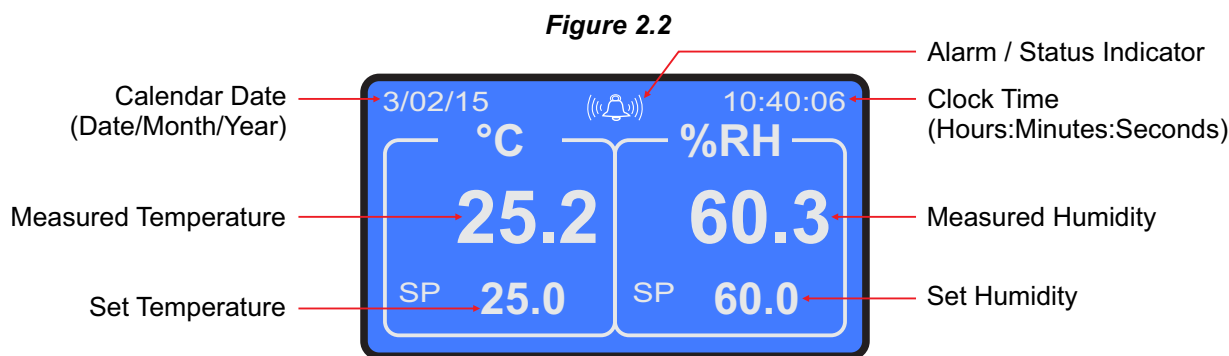 Figure 2.2
Alarm / Status Indicator
Calendar Date
(Date/Month/Year)
3/02/15
10:40:06
Clock Time
(Hours:Minutes:Seconds)
°C
%RH
Measured Temperature
25.2
60.3
Measured Humidity
Set Temperature
SP 25.0
SP 60.0
Set Humidity